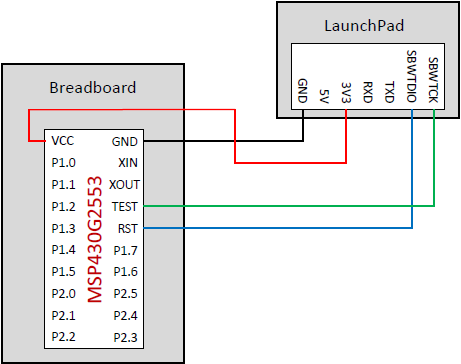 LaunchPad
GND 5V 3V3 RXD TXD SBWTDIO SBWTCK
Breadboard
VCC GND
P1.0 XIN
P1.1 XOUT
P1.2 TEST
P1.3 RST
P1.4 P1.7
P1.5 P1.6
P2.0 P2.5
P2.1 P2.4
P2.2 P2.3
MSP430G2553